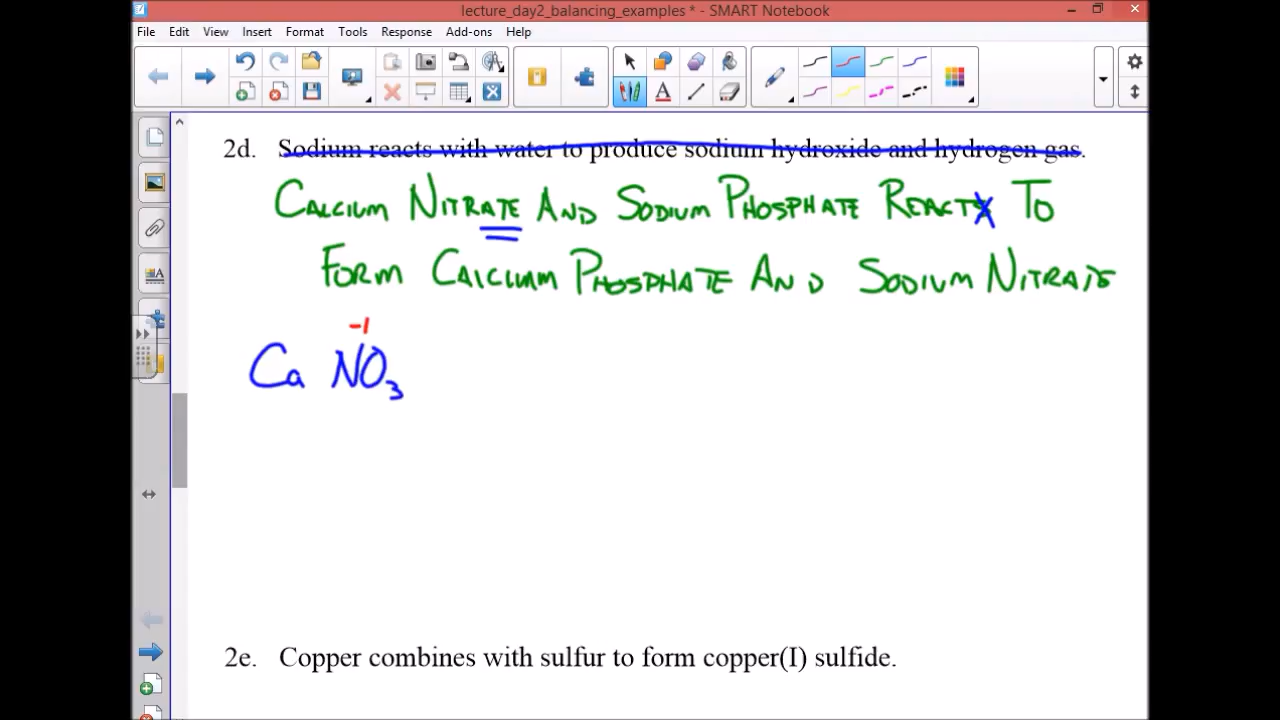 lecture_day2_balancing_examples * - SMART Notebook
File Edit View Insert Format Tools Response Add-ons Help
2d. Sodium reacts with water to produce sodium hydroxide and hydrogen gas.
CALCIUM NITRATE AND SODIUM PHOSPHATE REACT TO
FORM CALCIUM PHOSPHATE AND SODIUM NITRATE
-1
Ca NO3
2e. Copper combines with sulfur to form copper(I) sulfide.